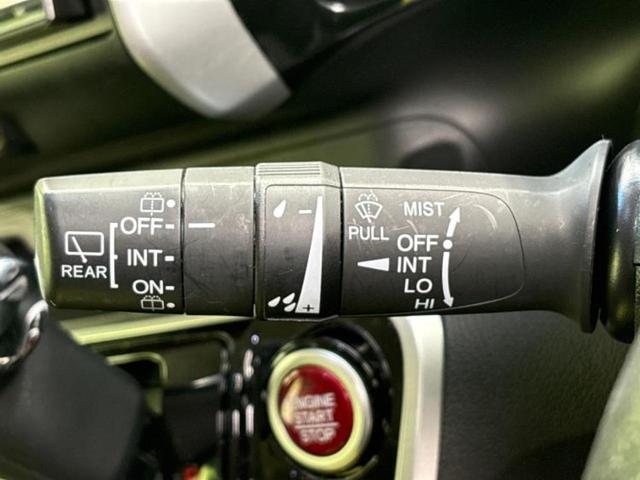 OFF
INT
ON
REAR
- 
+
PULL
MIST
OFF
INT
LO
HI
ENGINE
START
STOP